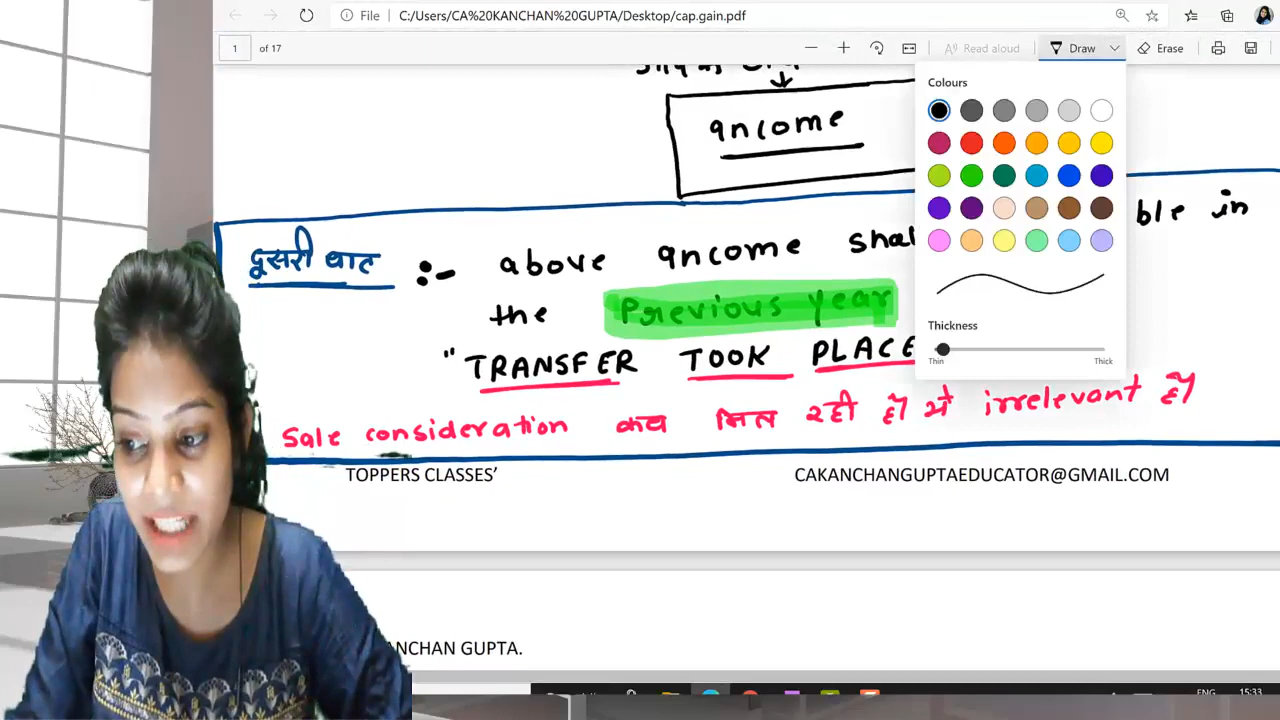 File C:/Users/CA%20KANCHAN%20GUPTA/Desktop/cap.gain.pdf
1 of 17 Read aloud Draw Erase
Colours
Thickness
Thin Thick
income
दूसरी बात :- above income shal ble in
the Previous year
"TRANSFER TOOK PLACE
Sale consideration कब मिल रही है ये irrelevant है
TOPPERS CLASSES’ CAKANCHANGUPTAEDUCATOR@GMAIL.COM
ANCHAN GUPTA.
ENG 15:33